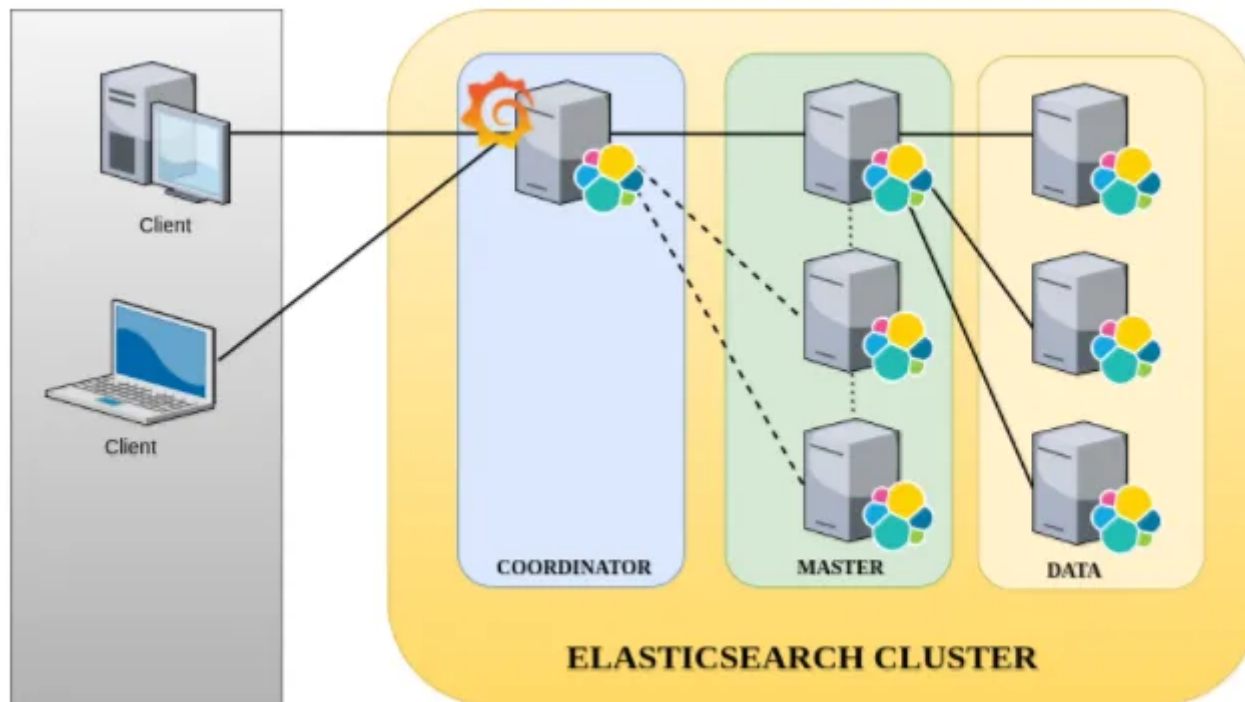 Client
Client
COORDINATOR
MASTER
DATA
ELASTICSEARCH CLUSTER